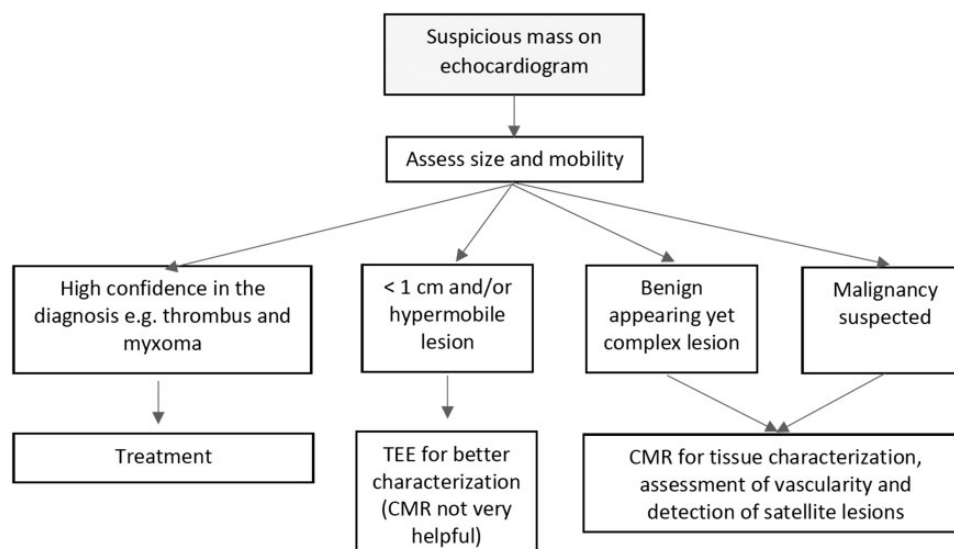 Suspicious mass on
echocardiogram
Assess size and mobility
High confidence in the
diagnosis e.g. thrombus and
myxoma
< 1 cm and/or
hypermobile
lesion
Benign
appearing yet
complex lesion
Malignancy
suspected
Treatment
TEE for better
characterization
(CMR not very
helpful)
CMR for tissue characterization,
assessment of vascularity and
detection of satellite lesions